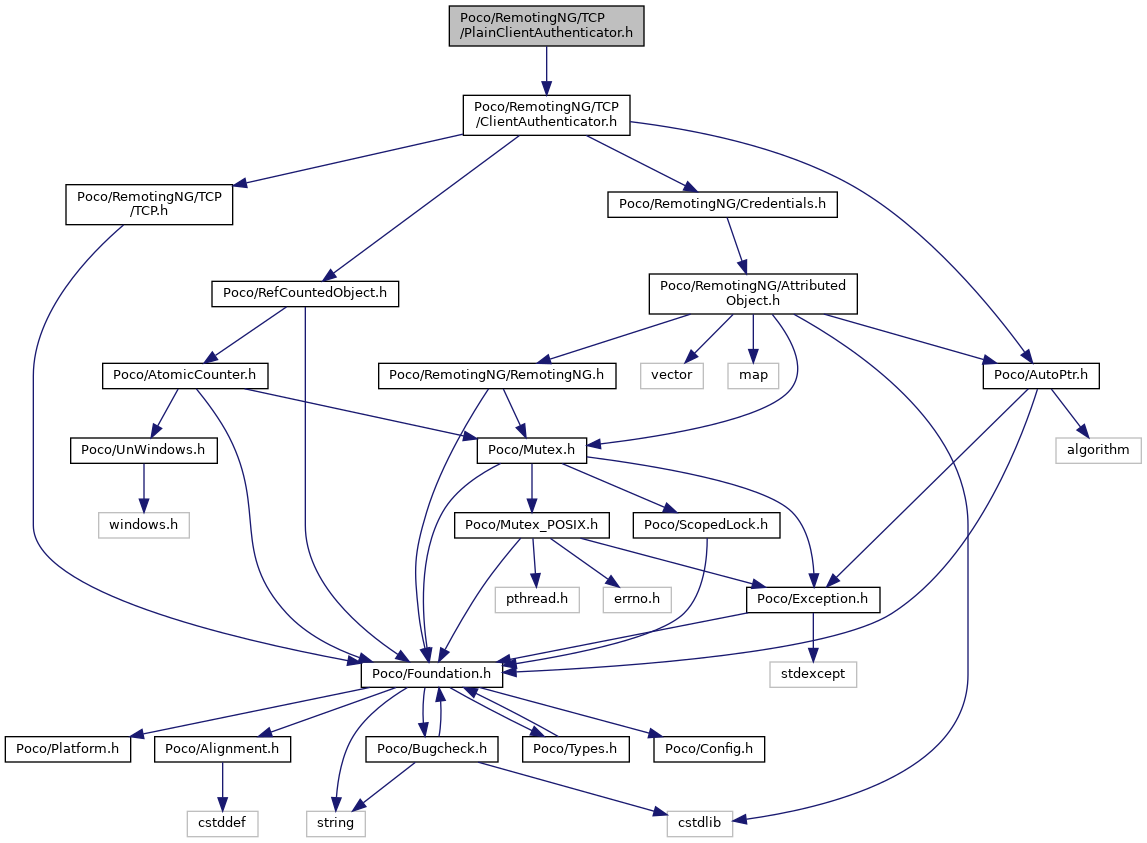 Poco/RemotingNG/TCP
/PlainClientAuthenticator.h
Poco/RemotingNG/TCP
/ClientAuthenticator.h
Poco/RemotingNG/TCP
/TCP.h
Poco/RemotingNG/Credentials.h
Poco/RefCountedObject.h
Poco/RemotingNG/Attributed
Object.h
Poco/AtomicCounter.h
Poco/RemotingNG/RemotingNG.h
vector
map
Poco/AutoPtr.h
Poco/UnWindows.h
Poco/Mutex.h
algorithm
windows.h
Poco/Mutex_POSIX.h
Poco/ScopedLock.h
pthread.h
errno.h
Poco/Exception.h
Poco/Foundation.h
stdexcept
Poco/Platform.h
Poco/Alignment.h
Poco/Bugcheck.h
Poco/Types.h
Poco/Config.h
cstddef
string
cstdlib